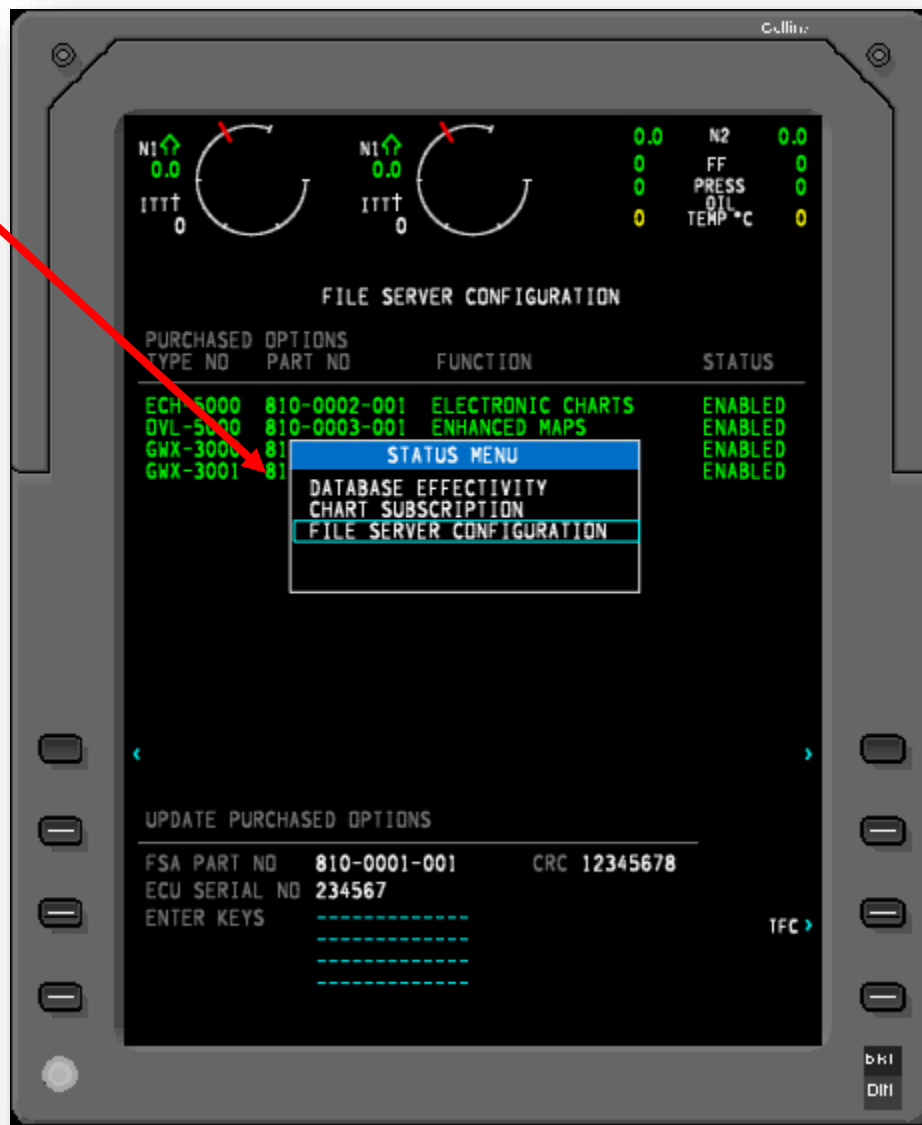 Collins
N1 0.0 N1 0.0 0.0 N2 0.0
0 FF 0
ITT† 0 ITT† 0 0 PRESS 0
OIL
0 TEMP °C 0
FILE SERVER CONFIGURATION
PURCHASED OPTIONS
TYPE NO PART NO FUNCTION STATUS
ECH-5000 810-0002-001 ELECTRONIC CHARTS ENABLED
OVL-5000 810-0003-001 ENHANCED MAPS ENABLED
GWX-3000 81 ENABLED
GWX-3001 81 ENABLED
STATUS MENU
DATABASE EFFECTIVITY
CHART SUBSCRIPTION
FILE SERVER CONFIGURATION
UPDATE PURCHASED OPTIONS
FSA PART NO 810-0001-001 CRC 12345678
ECU SERIAL NO 234567
ENTER KEYS -------------
-------------
-------------
-------------
TFC >
BRT
DIM